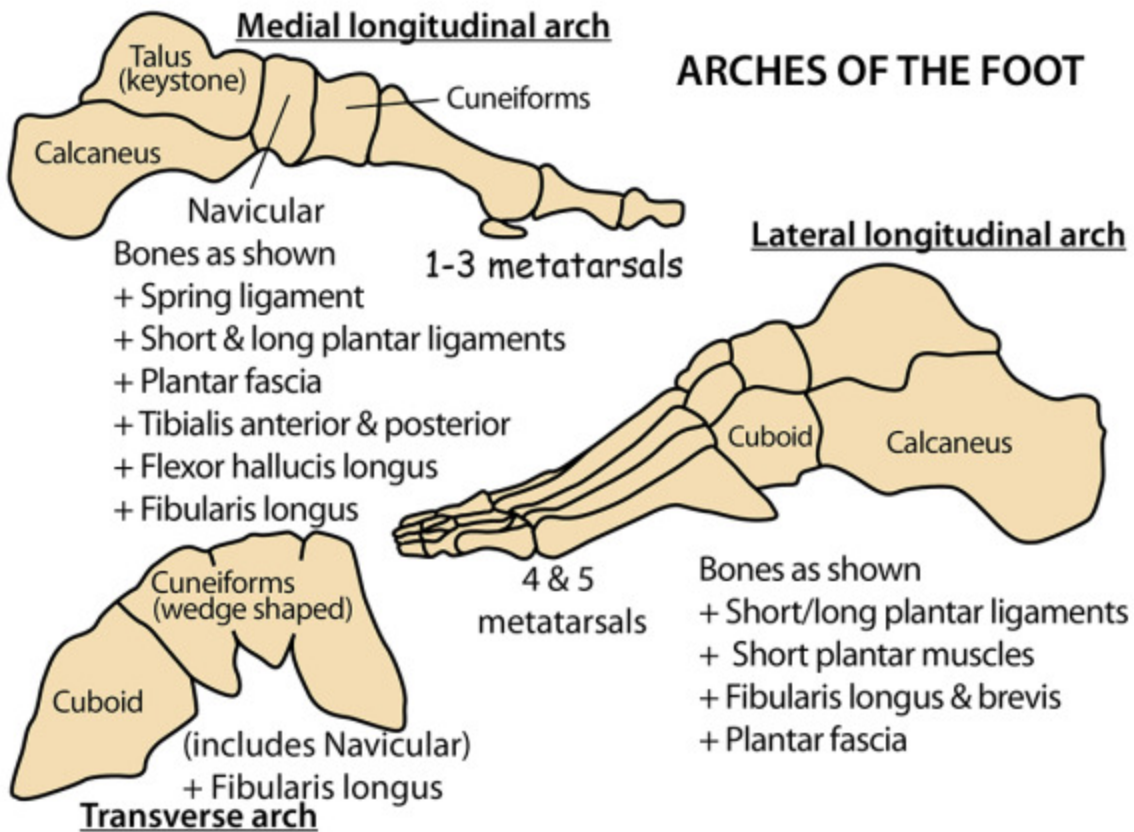 Medial longitudinal arch
ARCHES OF THE FOOT
Talus
(keystone)
Cuneiforms
Calcaneus
Navicular
1-3 metatarsals
Bones as shown
+ Spring ligament
+ Short & long plantar ligaments
+ Plantar fascia
+ Tibialis anterior & posterior
+ Flexor hallucis longus
+ Fibularis longus
Lateral longitudinal arch
Cuboid
Calcaneus
4 & 5
metatarsals
Bones as shown
+ Short/long plantar ligaments
+ Short plantar muscles
+ Fibularis longus & brevis
+ Plantar fascia
Cuneiforms
(wedge shaped)
Cuboid
(includes Navicular)
+ Fibularis longus
Transverse arch